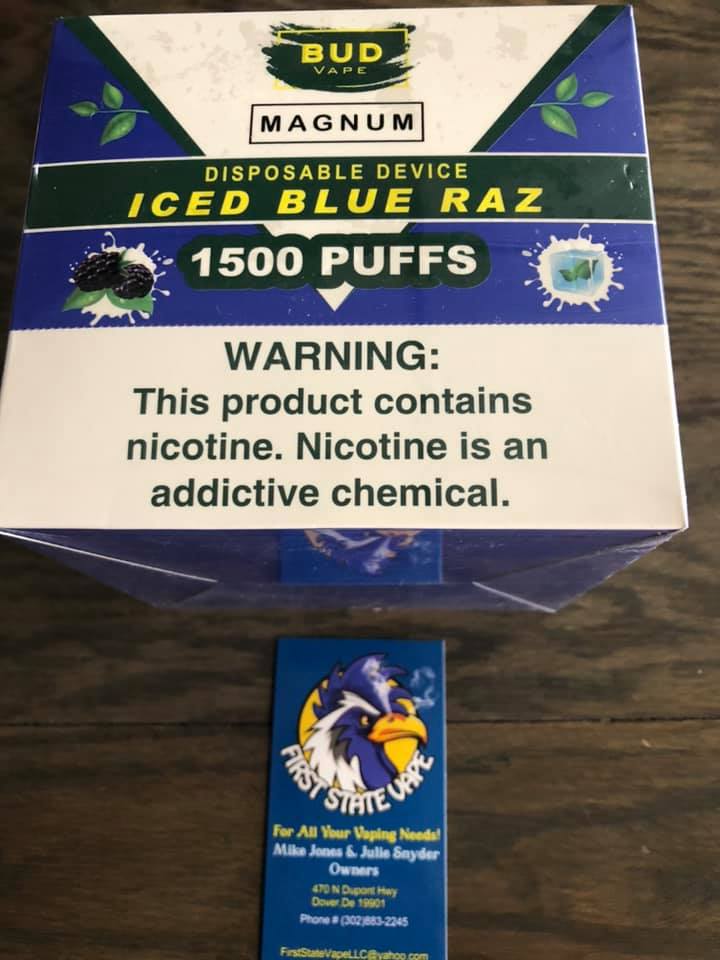 BUD
VAPE
MAGNUM
DISPOSABLE DEVICE
ICED BLUE RAZ
1500 PUFFS
WARNING:
This product contains
nicotine. Nicotine is an
addictive chemical.
FIRST STATE VAPE
For All Your Vaping Needs!
Mike Jones & Julie Snyder
Owners
470 N Dupont Hwy
Dover,De 19901
Phone # (302)883-2245
FirstStateVapeLLC@yahoo.com